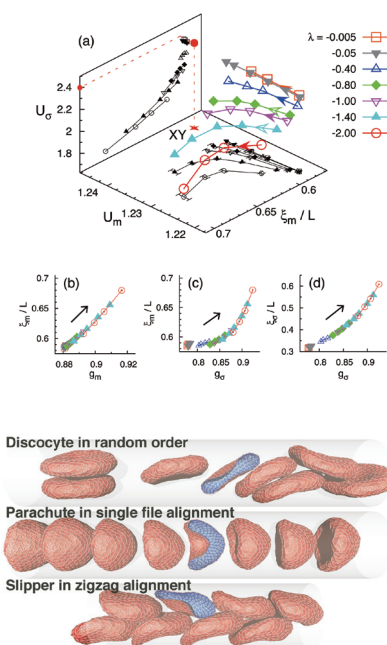 (a)
λ = -0.005
-0.05
-0.40
-0.80
-1.00
-1.40
-2.00
2.4
2.2
2
1.8
Uσ
XY
1.24
1.23
1.22
Um
0.7
0.65
0.6
ξm / L
(b)
(c)
(d)
0.7
0.65
0.6
ξm / L
0.88
0.9
0.92
gm
0.7
0.65
0.6
ξm / L
0.8
0.85
0.9
gσ
0.6
0.5
0.4
0.3
ξσ / L
0.8
0.85
0.9
gσ
Discocyte in random order
Parachute in single file alignment
Slipper in zigzag alignment